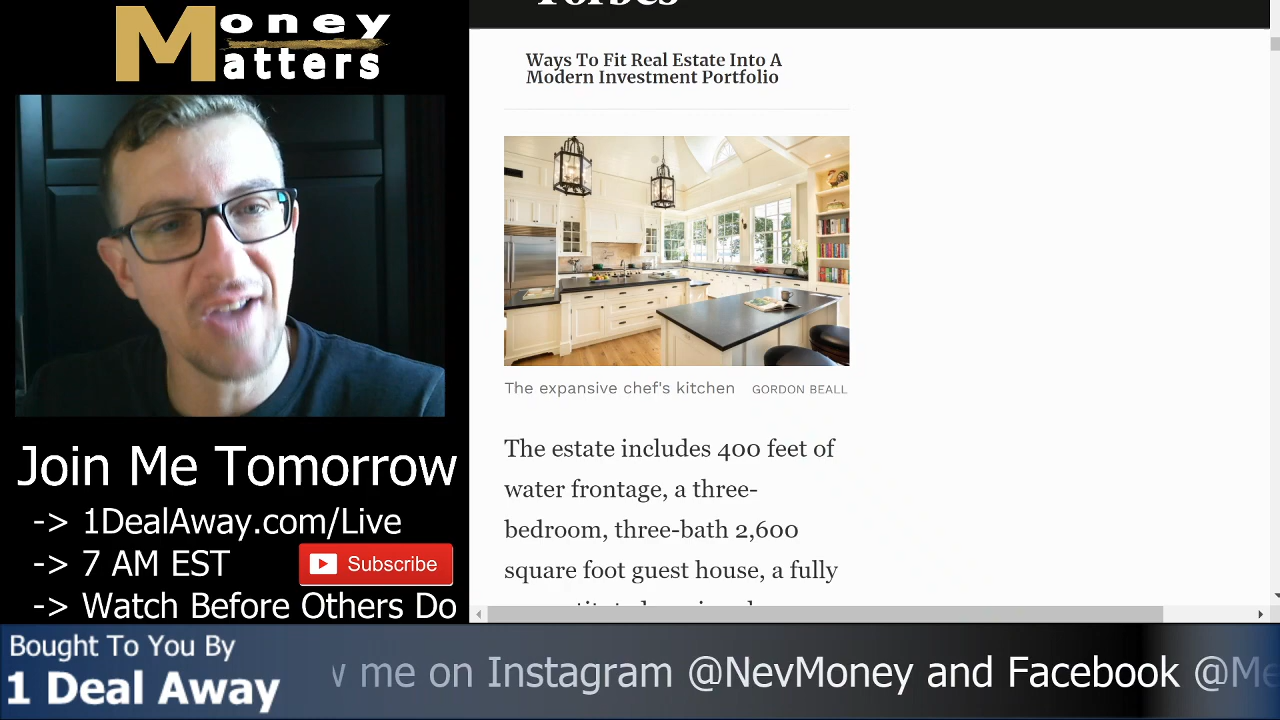 Money
Matters
Join Me Tomorrow
-> 1DealAway.com/Live
-> 7 AM EST
Subscribe
-> Watch Before Others Do
Forbes
Ways To Fit Real Estate Into A
Modern Investment Portfolio
The expansive chef's kitchen GORDON BEALL
The estate includes 400 feet of
water frontage, a three-
bedroom, three-bath 2,600
square foot guest house, a fully
Bought To You By
1 Deal Away
me on Instagram @NevMoney and Facebook